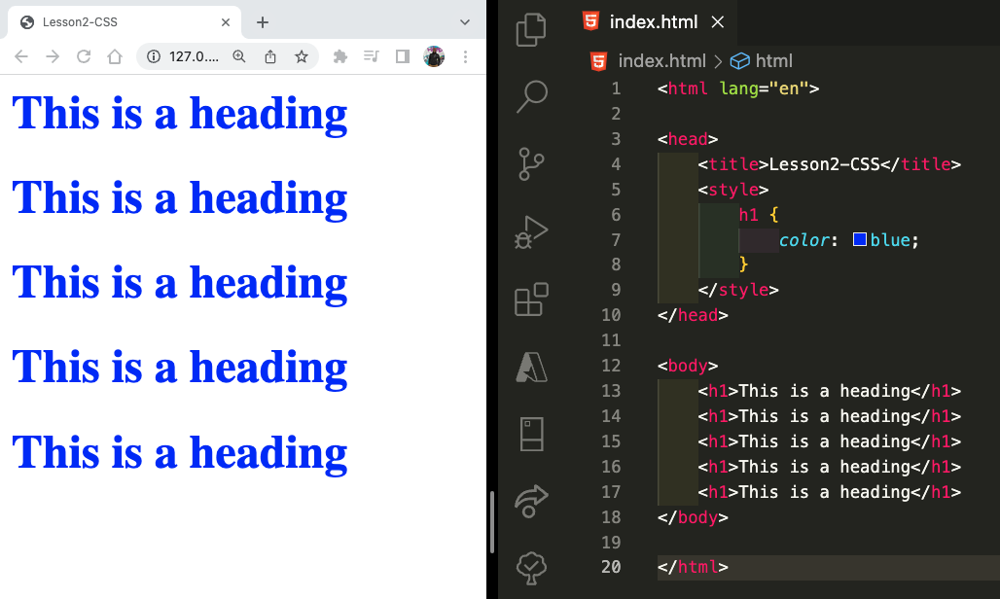 Lesson2-CSS
127.0....
This is a heading
This is a heading
This is a heading
This is a heading
This is a heading
index.html
index.html > html
1 <html lang="en">
2
3 <head>
4     <title>Lesson2-CSS</title>
5     <style>
6         h1 {
7             color: blue;
8         }
9     </style>
10 </head>
11
12 <body>
13     <h1>This is a heading</h1>
14     <h1>This is a heading</h1>
15     <h1>This is a heading</h1>
16     <h1>This is a heading</h1>
17     <h1>This is a heading</h1>
18 </body>
19
20 </html>